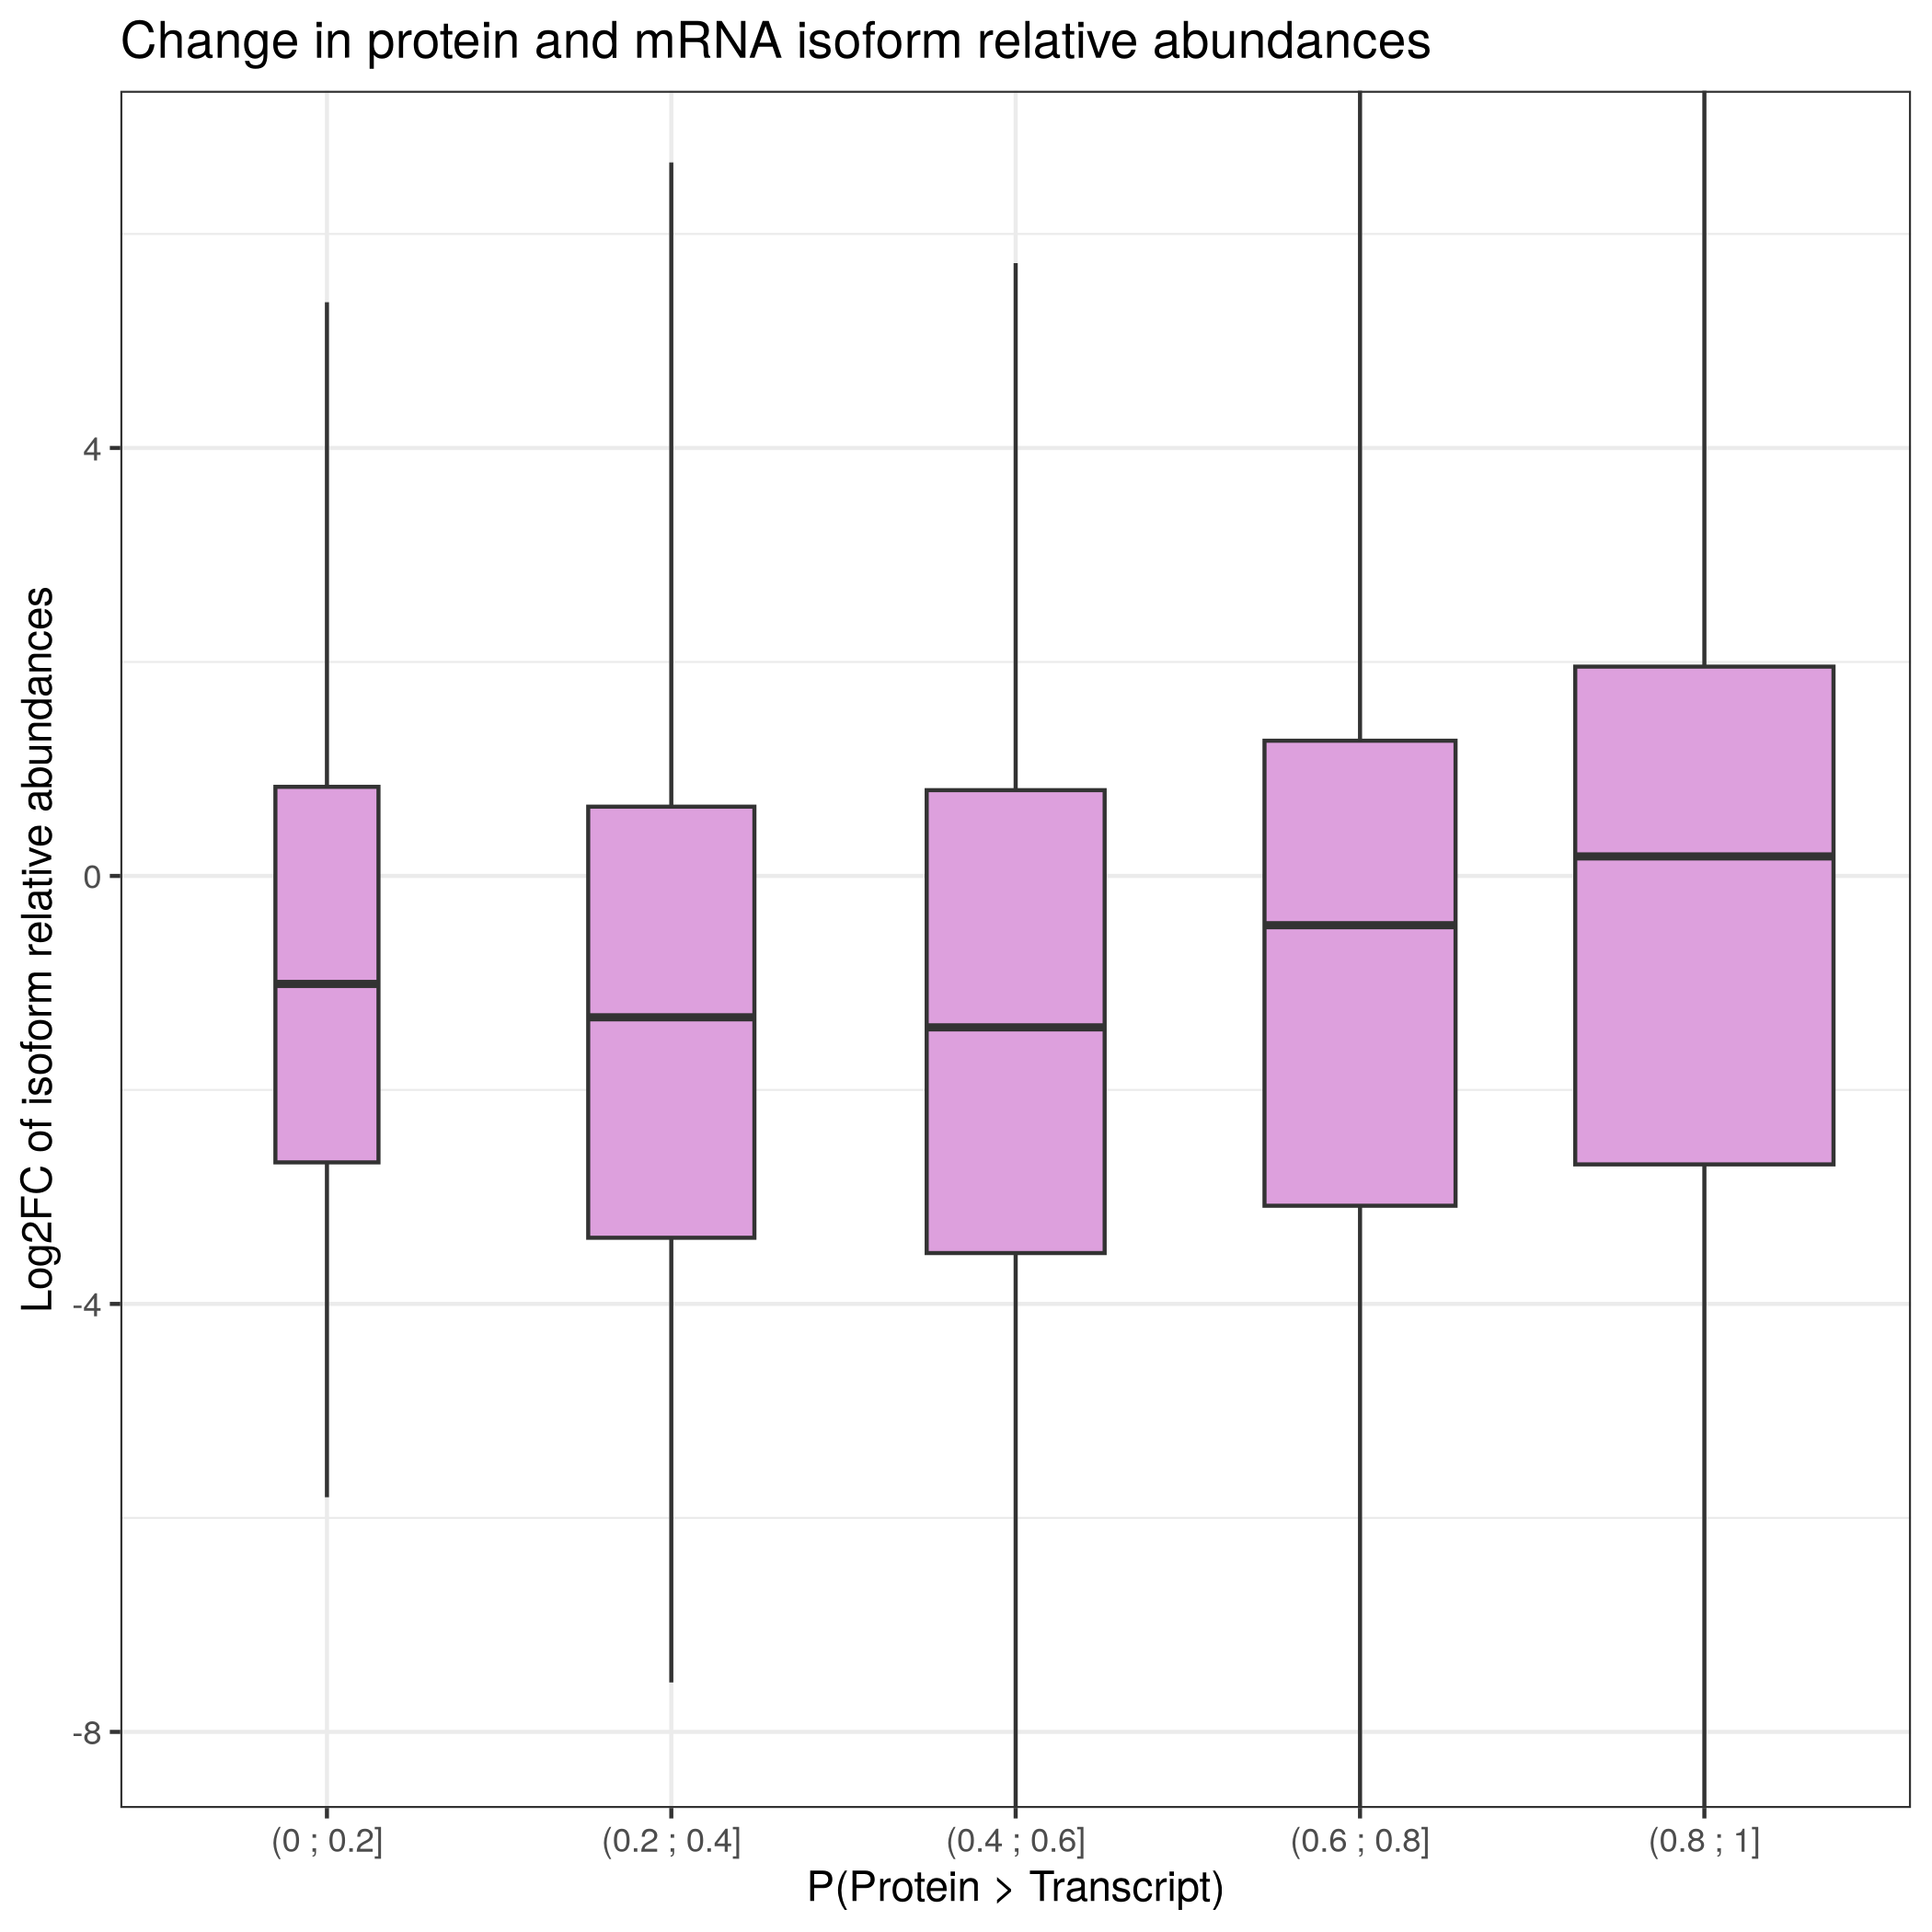 Change in protein and mRNA isoform relative abundances
Log2FC of isoform relative abundances
4
0
-4
-8
(0 ; 0.2]
(0.2 ; 0.4]
(0.4 ; 0.6]
(0.6 ; 0.8]
(0.8 ; 1]
P(Protein > Transcript)